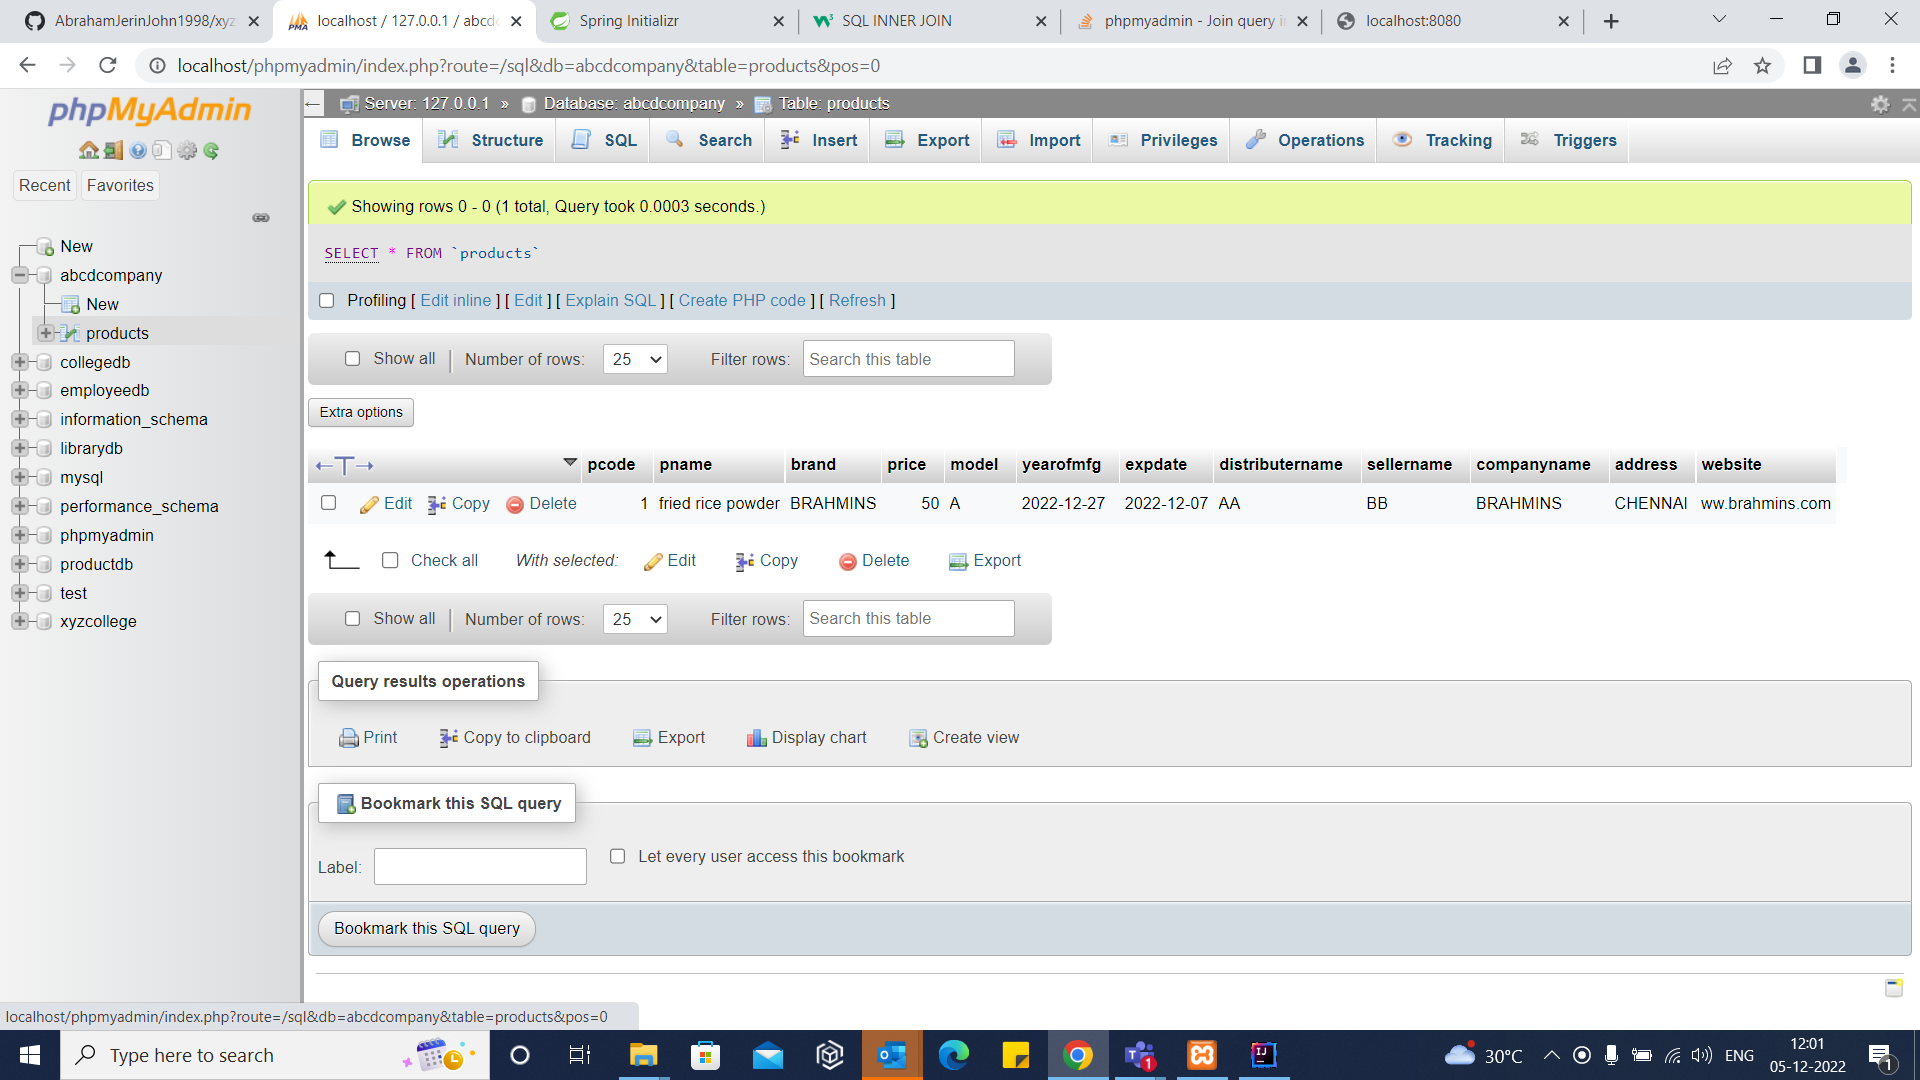 AbrahamJerinJohn1998/xyz
localhost / 127.0.0.1 / abcdc
Spring Initializr
SQL INNER JOIN
phpmyadmin - Join query in
localhost:8080
localhost/phpmyadmin/index.php?route=/sql&db=abcdcompany&table=products&pos=0
phpMyAdmin
Recent
Favorites
New
abcdcompany
New
products
collegedb
employeedb
information_schema
librarydb
mysql
performance_schema
phpmyadmin
productdb
test
xyzcollege
Server: 127.0.0.1 » Database: abcdcompany » Table: products
Browse Structure SQL Search Insert Export Import Privileges Operations Tracking Triggers
Showing rows 0 - 0 (1 total, Query took 0.0003 seconds.)
SELECT * FROM `products`
Profiling [ Edit inline ] [ Edit ] [ Explain SQL ] [ Create PHP code ] [ Refresh ]
Show all Number of rows: 25 Filter rows: Search this table
Extra options
pcode pname brand price model yearofmfg expdate distributername sellername companyname address website
Edit Copy Delete 1 fried rice powder BRAHMINS 50 A 2022-12-27 2022-12-07 AA BB BRAHMINS CHENNAI ww.brahmins.com
Check all With selected: Edit Copy Delete Export
Show all Number of rows: 25 Filter rows: Search this table
Query results operations
Print Copy to clipboard Export Display chart Create view
Bookmark this SQL query
Label: Let every user access this bookmark
Bookmark this SQL query
localhost/phpmyadmin/index.php?route=/sql&db=abcdcompany&table=products&pos=0
Type here to search
30°C
ENG
12:01
05-12-2022
1
1